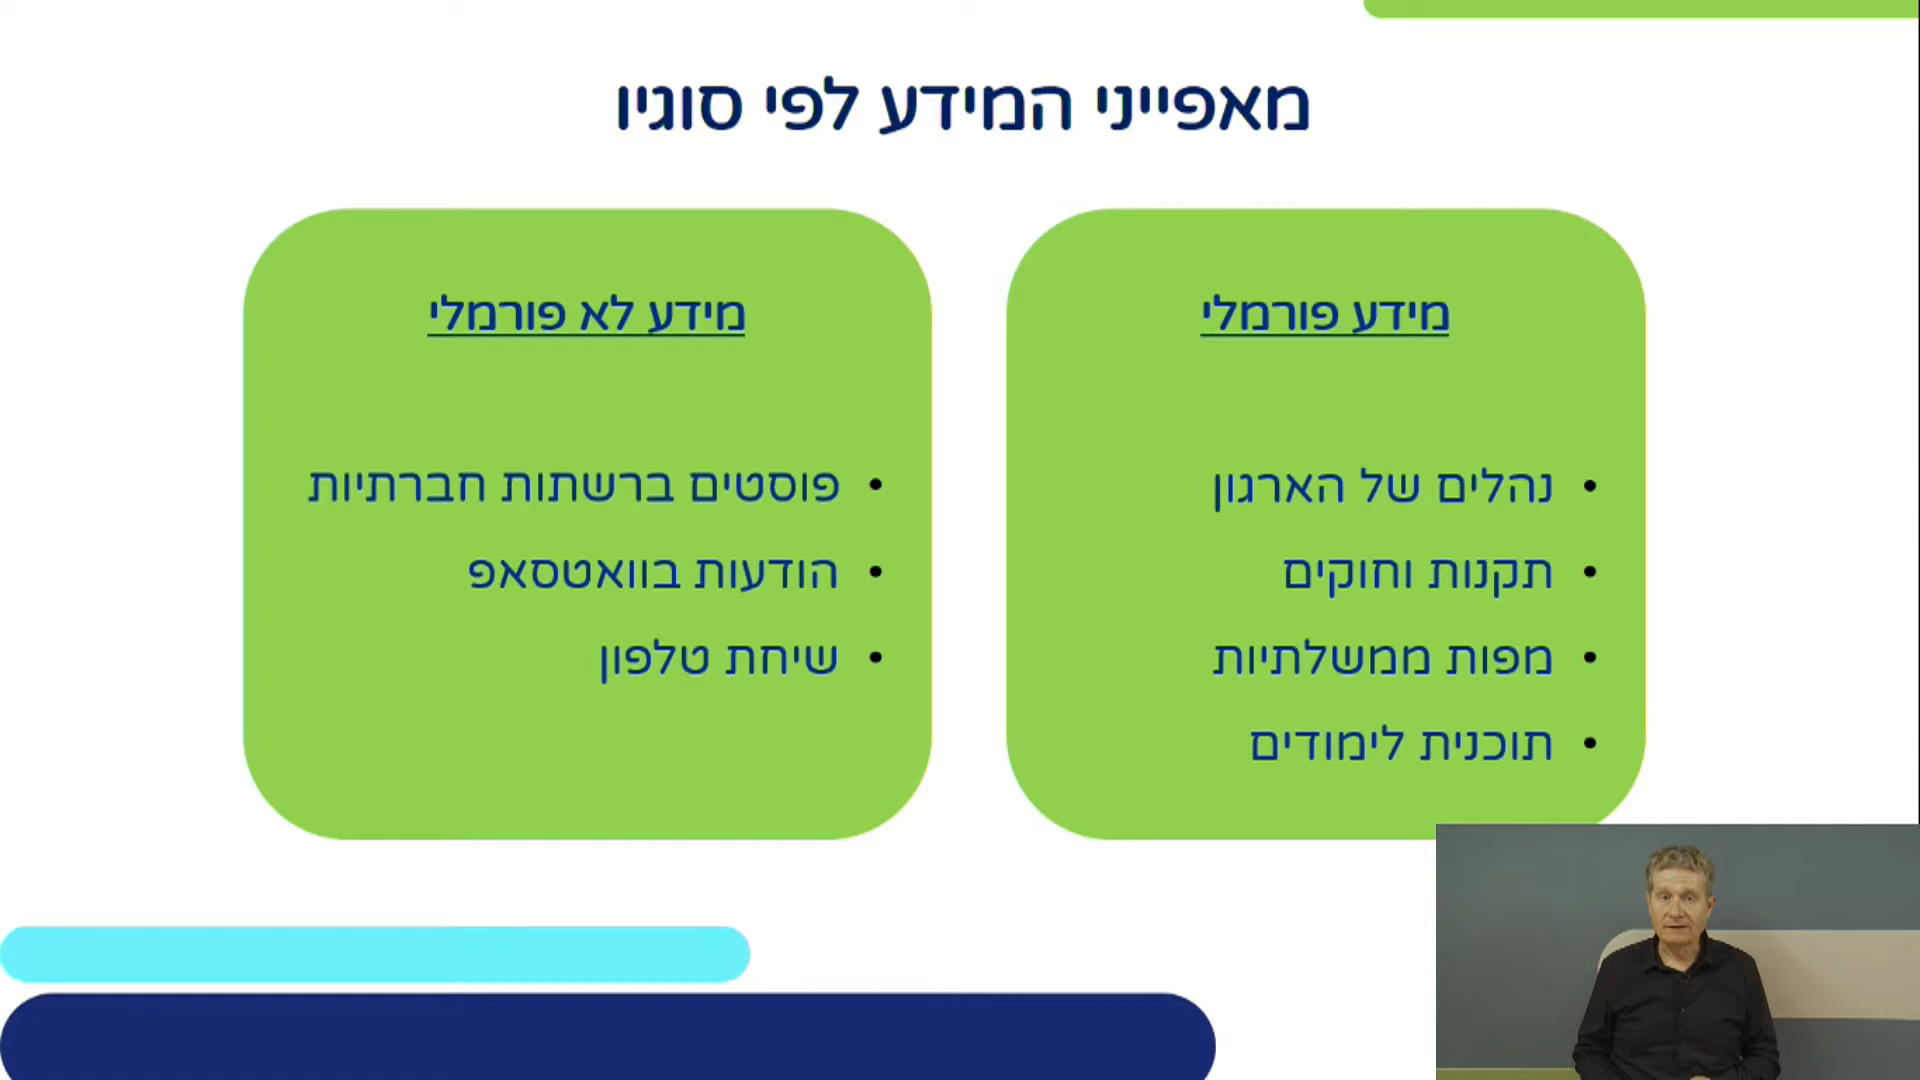 מאפייני המידע לפי סוגיו
מידע פורמלי
• נהלים של הארגון
• תקנות וחוקים
• מפות ממשלתיות
• תוכנית לימודים
מידע לא פורמלי
• פוסטים ברשתות חברתיות
• הודעות בוואטסאפ
• שיחת טלפון